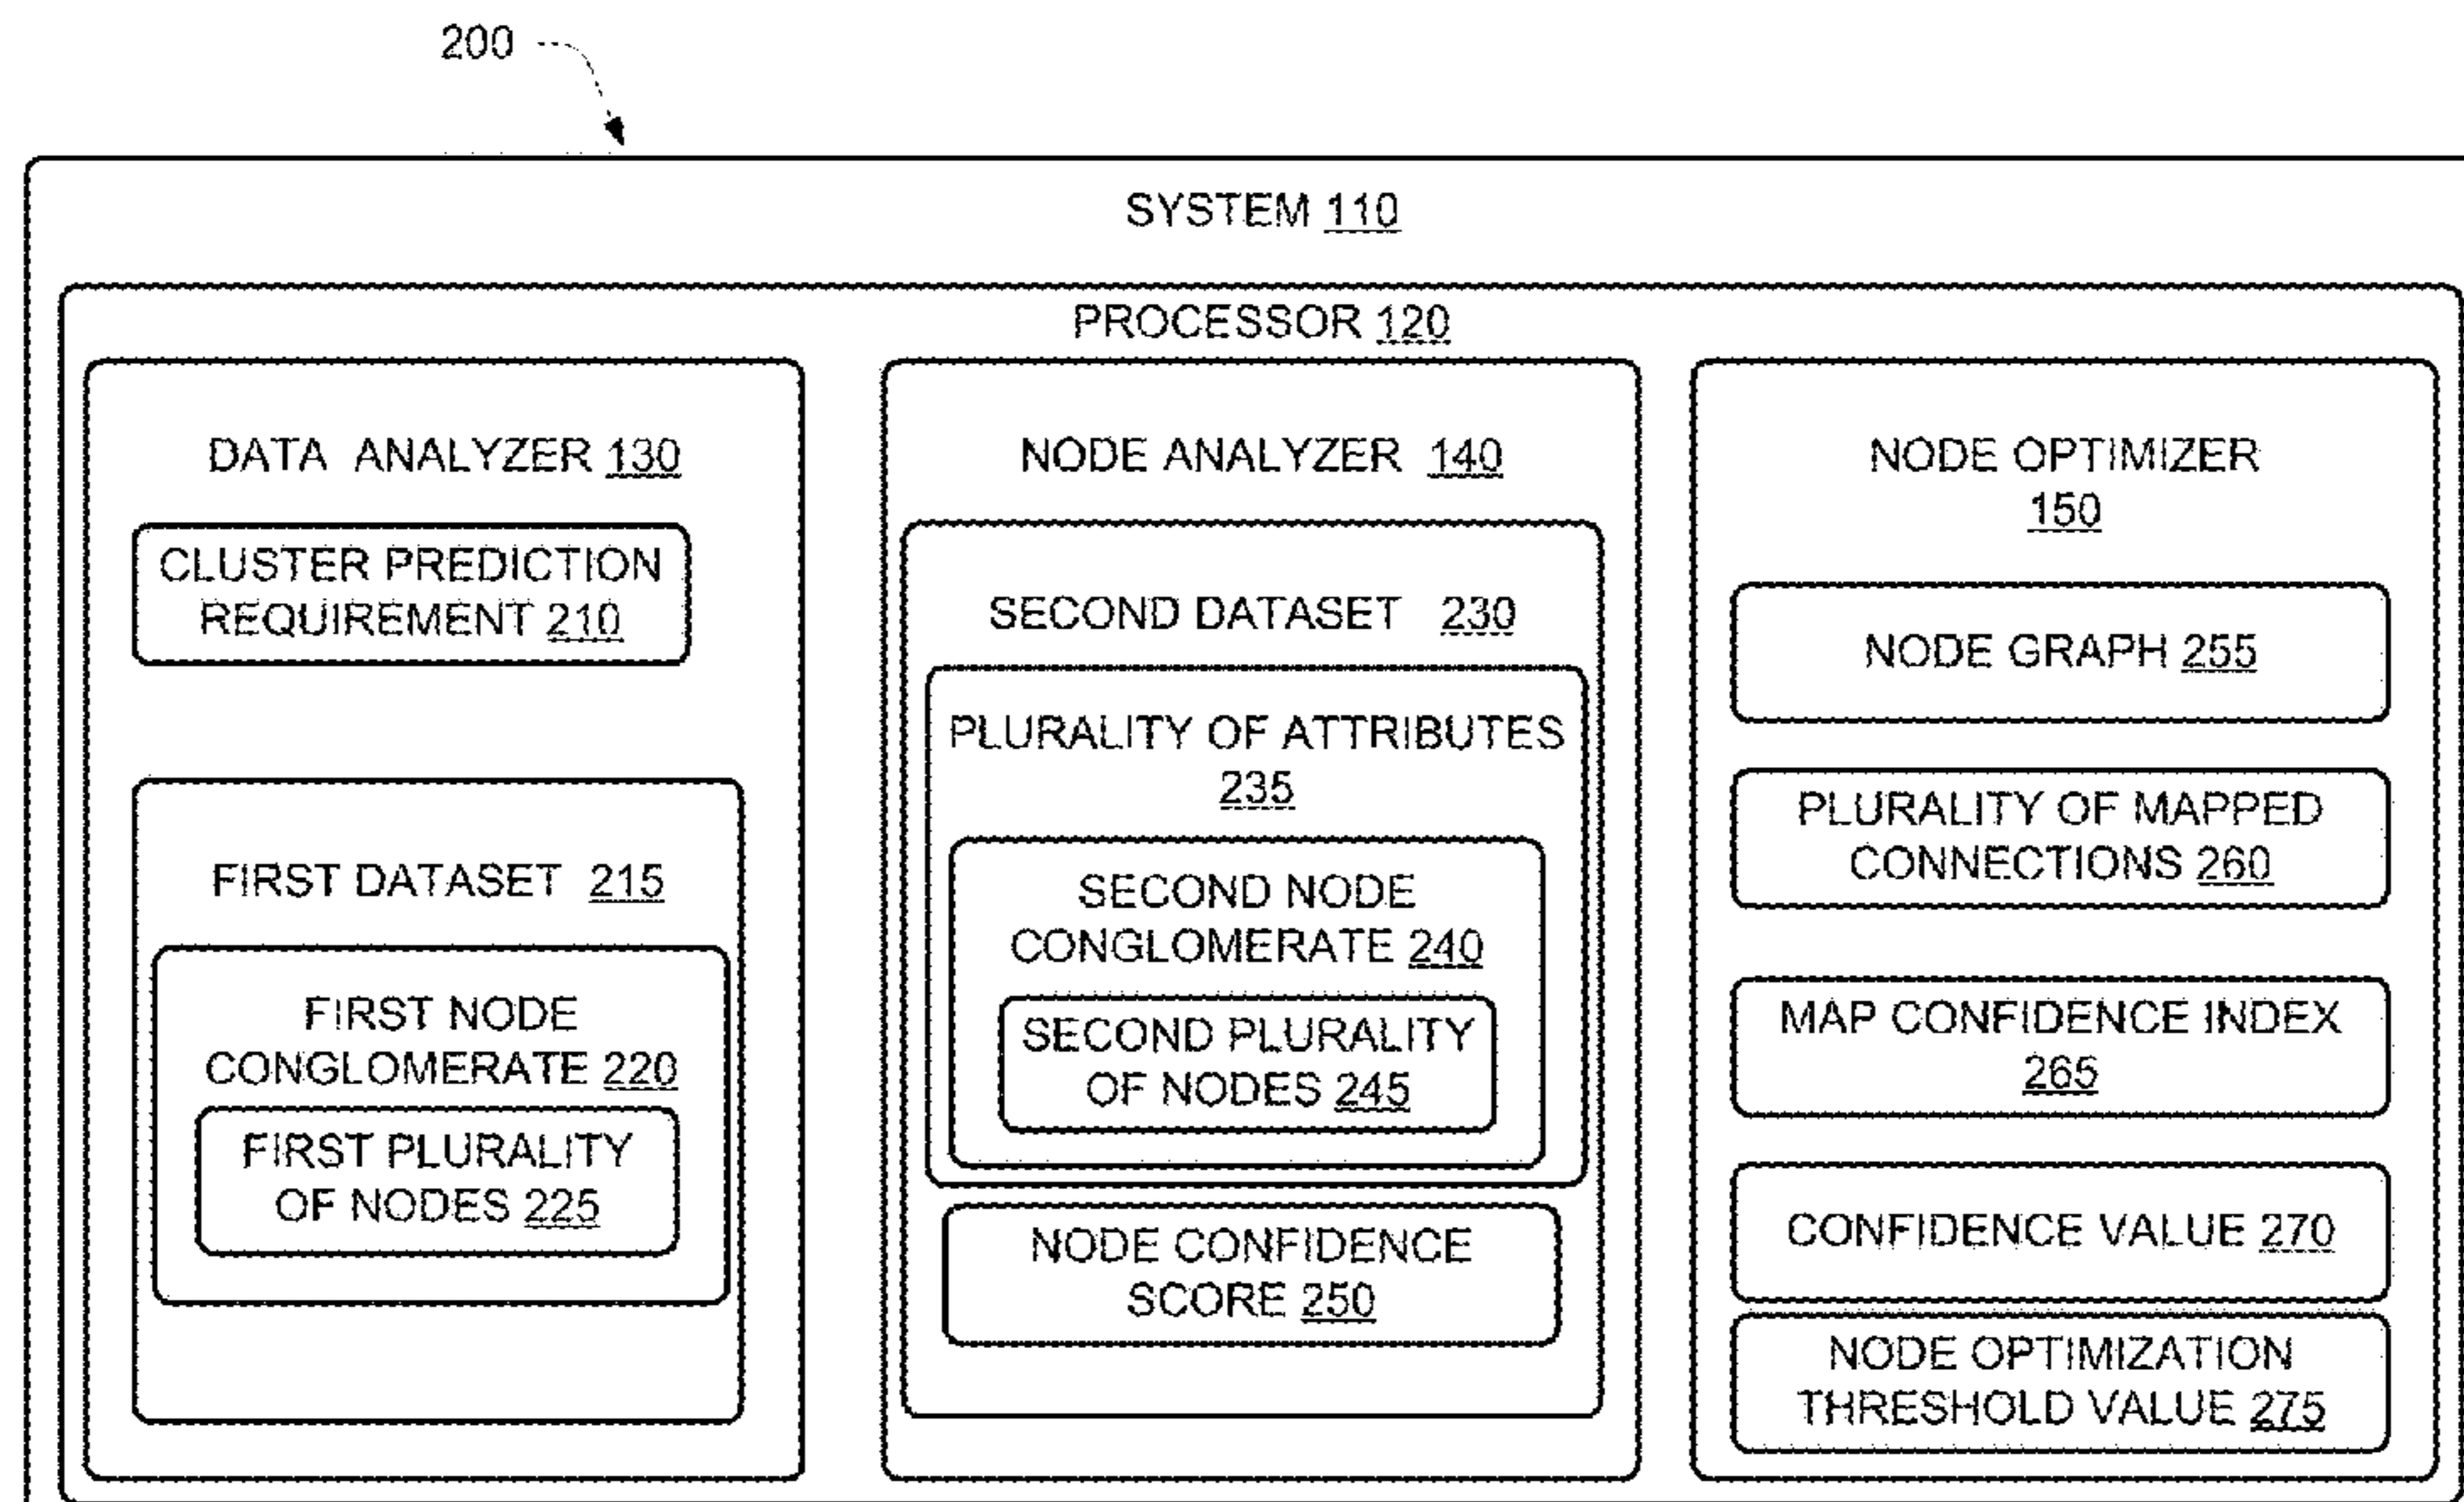 200
SYSTEM 110
PROCESSOR 120
DATA ANALYZER 130
CLUSTER PREDICTION
REQUIREMENT 210
FIRST DATASET 215
FIRST NODE
CONGLOMERATE 220
FIRST PLURALITY
OF NODES 225
NODE ANALYZER 140
SECOND DATASET 230
PLURALITY OF ATTRIBUTES
235
SECOND NODE
CONGLOMERATE 240
SECOND PLURALITY
OF NODES 245
NODE CONFIDENCE
SCORE 250
NODE OPTIMIZER
150
NODE GRAPH 255
PLURALITY OF MAPPED
CONNECTIONS 260
MAP CONFIDENCE INDEX
265
CONFIDENCE VALUE 270
NODE OPTIMIZATION
THRESHOLD VALUE 275